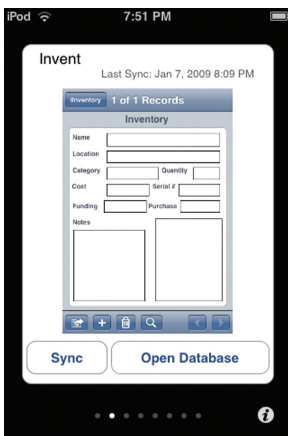 iPod 7:51 PM
Invent
Last Sync: Jan 7, 2009 8:09 PM
Inventory 1 of 1 Records
Inventory
Name
Location
Category Quantity
Cost Serial #
Funding Purchase
Notes
Sync Open Database